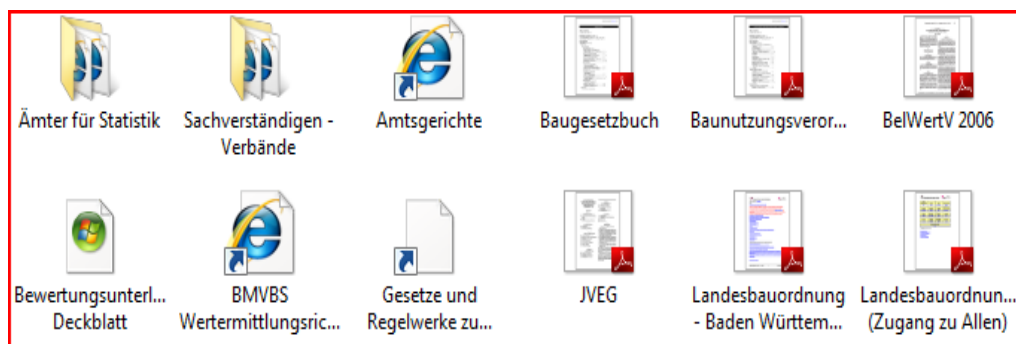 Ämter für Statistik
Sachverständigen -
Verbände
Amtsgerichte
Baugesetzbuch
Baunutzungsveror...
BelWertV 2006
Bewertungsunterl...
Deckblatt
BMVBS
Wertermittlungsric...
Gesetze und
Regelwerke zu...
JVEG
Landesbauordnung
- Baden Württem...
Landesbauordnun...
(Zugang zu Allen)